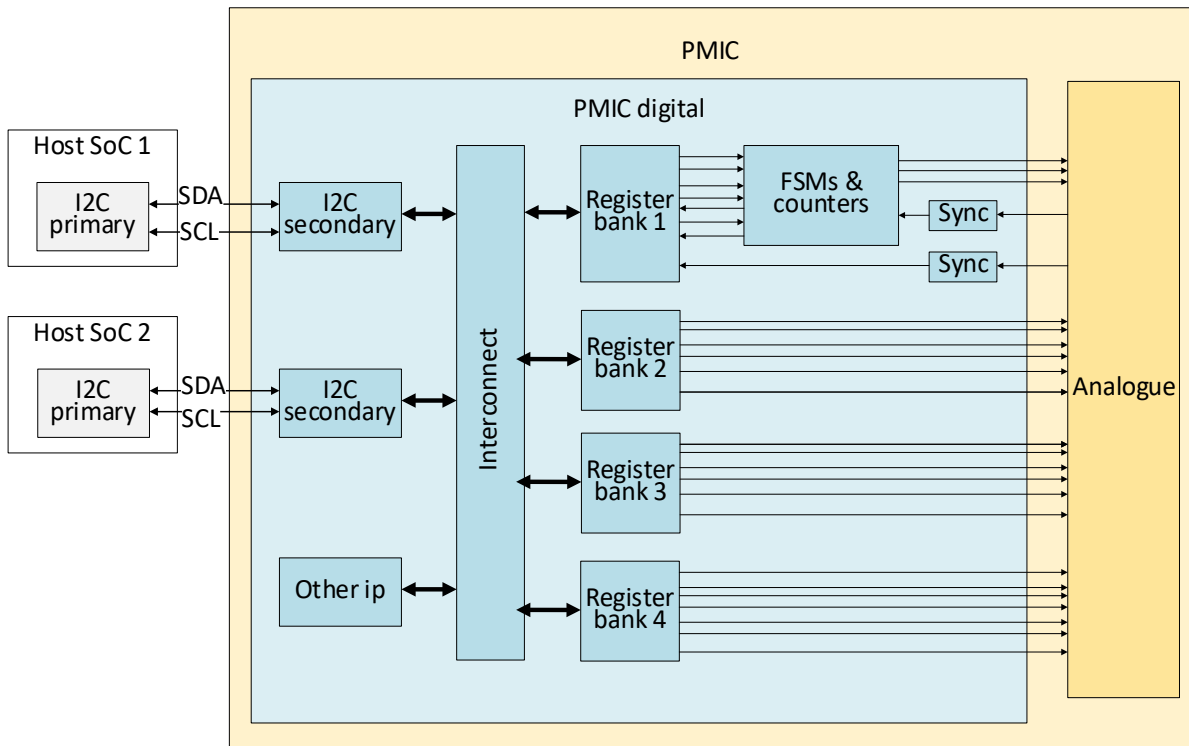 PMIC
PMIC digital
Host SoC 1
I2C
primary
SDA
SCL
I2C
secondary
Interconnect
Register
bank 1
FSMs &
counters
Sync
Sync
Host SoC 2
I2C
primary
SDA
SCL
I2C
secondary
Register
bank 2
Analogue
Register
bank 3
Other ip
Register
bank 4